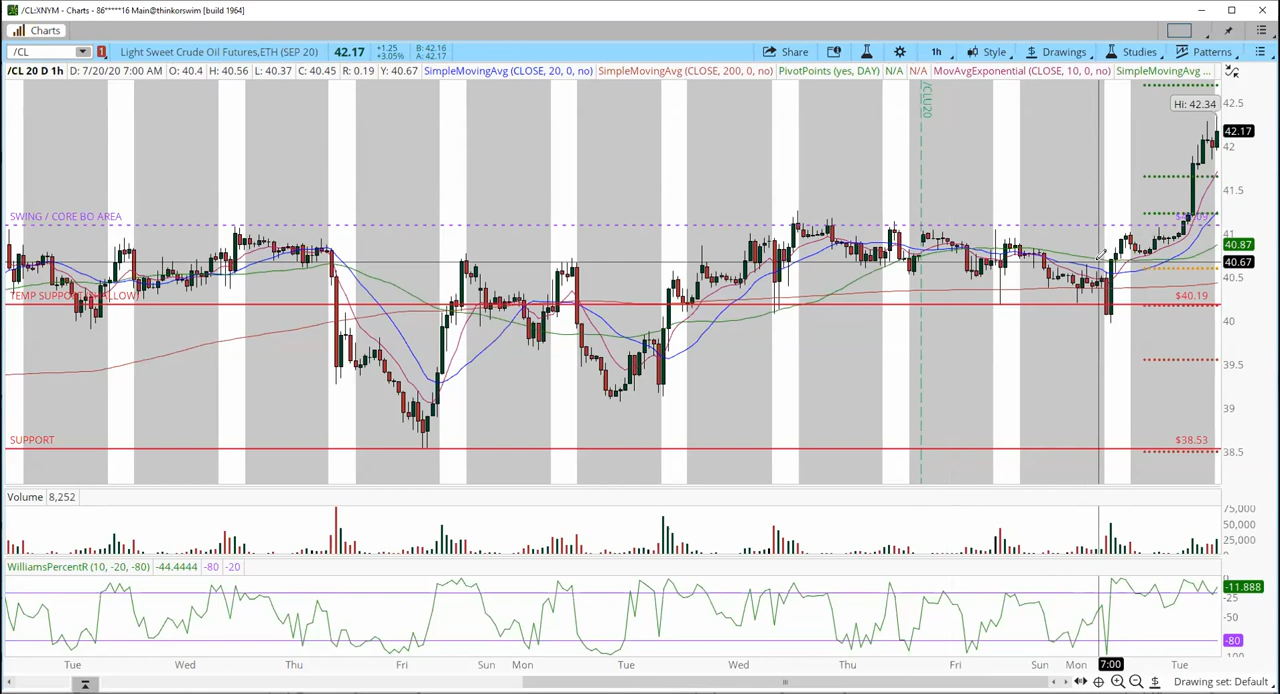 /CL:XNYM - Charts - 86*****16 Main@thinkorswim [build 1964]
Charts
/CL 1 Light Sweet Crude Oil Futures,ETH (SEP 20) 42.17 +1.25 +3.05% B: 42.16 A: 42.17 Share 1h Style Drawings Studies Patterns
/CL 20 D 1h D: 7/20/20 7:00 AM O: 40.4 H: 40.56 L: 40.37 C: 40.45 R: 0.19 Y: 40.67 SimpleMovingAvg (CLOSE, 20, 0, no) SimpleMovingAvg (CLOSE, 200, 0, no) PivotPoints (yes, DAY) N/A N/A MovAvgExponential (CLOSE, 10, 0, no) SimpleMovingAvg ...
/CLU20
Hi: 42.34
42.5
42.17
42
41.5
SWING / CORE BO AREA
41
40.87
40.67
40.5
TEMP SUPPORT LOW)
$40.19
40
39.5
39
SUPPORT
$38.53
38.5
Volume 8,252
75,000
50,000
25,000
WilliamsPercentR (10, -20, -80) -44.4444 -80 -20
0
-11.888
-25
-50
-80
-100
Tue Wed Thu Fri Sun Mon Tue Wed Thu Fri Sun Mon 7:00 Tue
Drawing set: Default